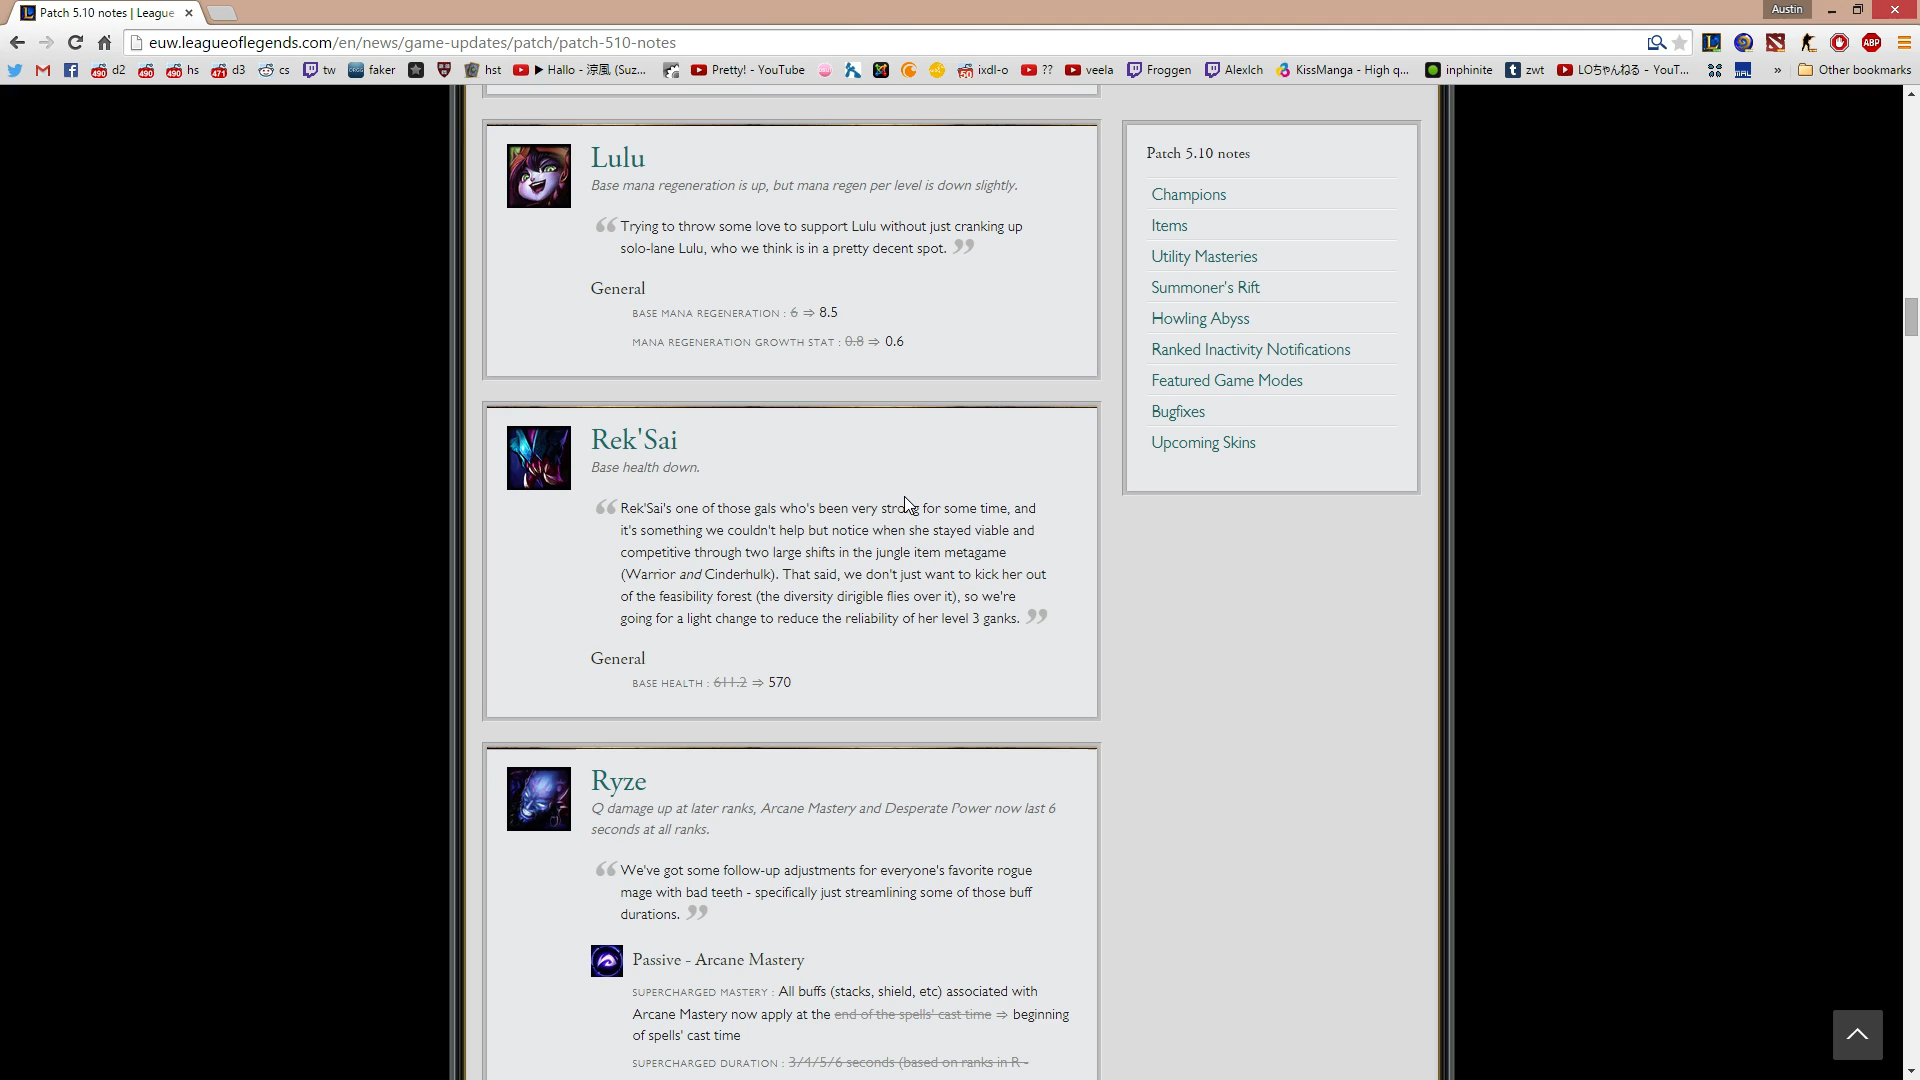 Patch 5.10 notes | League
Austin
euw.leagueoflegends.com/en/news/game-updates/patch/patch-510-notes
ABP
490 d2 490 490 hs 471 d3 cs tw faker hst ▶ Hallo - 涼風 (Suz... Pretty! - YouTube 50 ixdl-o ?? veela Froggen Alexlch KissManga - High q... inphinite zwt LOちゃんねる - YouT... MAL » Other bookmarks
Lulu
Base mana regeneration is up, but mana regen per level is down slightly.
“Trying to throw some love to support Lulu without just cranking up
solo-lane Lulu, who we think is in a pretty decent spot.”
General
BASE MANA REGENERATION : 6 ⇒ 8.5
MANA REGENERATION GROWTH STAT : 0.8 ⇒ 0.6
Rek'Sai
Base health down.
“Rek'Sai's one of those gals who's been very strong for some time, and
it's something we couldn't help but notice when she stayed viable and
competitive through two large shifts in the jungle item metagame
(Warrior and Cinderhulk). That said, we don't just want to kick her out
of the feasibility forest (the diversity dirigible flies over it), so we're
going for a light change to reduce the reliability of her level 3 ganks.”
General
BASE HEALTH : 611.2 ⇒ 570
Ryze
Q damage up at later ranks, Arcane Mastery and Desperate Power now last 6
seconds at all ranks.
“We've got some follow-up adjustments for everyone's favorite rogue
mage with bad teeth - specifically just streamlining some of those buff
durations.”
Passive - Arcane Mastery
SUPERCHARGED MASTERY : All buffs (stacks, shield, etc) associated with
Arcane Mastery now apply at the end of the spells' cast time ⇒ beginning
of spells' cast time
SUPERCHARGED DURATION : 3/4/5/6 seconds (based on ranks in R -
Patch 5.10 notes
Champions
Items
Utility Masteries
Summoner's Rift
Howling Abyss
Ranked Inactivity Notifications
Featured Game Modes
Bugfixes
Upcoming Skins